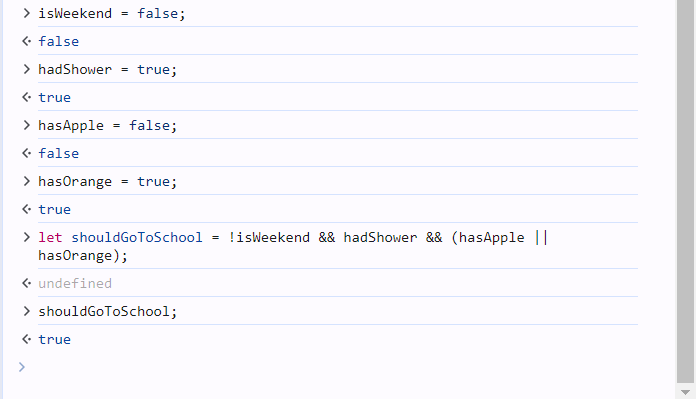 isWeekend = false;
false
hadShower = true;
true
hasApple = false;
false
hasOrange = true;
true
let shouldGoToSchool = !isWeekend && hadShower && (hasApple ||
hasOrange);
undefined
shouldGoToSchool;
true